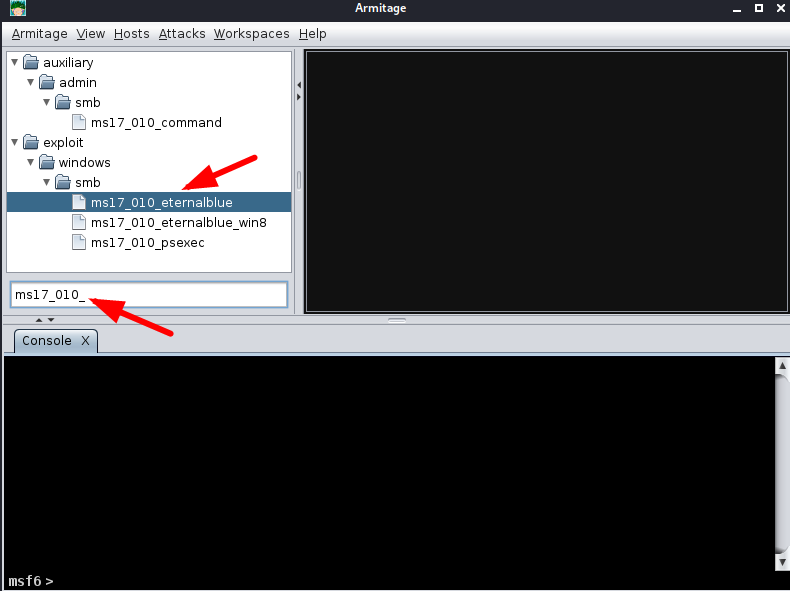 Armitage
Armitage View Hosts Attacks Workspaces Help
auxiliary
admin
smb
ms17_010_command
exploit
windows
smb
ms17_010_eternalblue
ms17_010_eternalblue_win8
ms17_010_psexec
ms17_010_
Console X
msf6 >